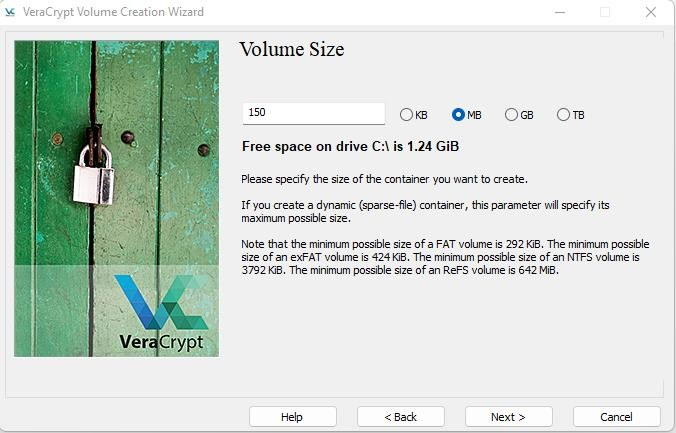 VeraCrypt Volume Creation Wizard
Volume Size
150
KB MB GB TB
Free space on drive C:\ is 1.24 GiB
Please specify the size of the container you want to create.
If you create a dynamic (sparse-file) container, this parameter will specify its
maximum possible size.
Note that the minimum possible size of a FAT volume is 292 KiB. The minimum possible
size of an exFAT volume is 424 KiB. The minimum possible size of an NTFS volume is
3792 KiB. The minimum possible size of an ReFS volume is 642 MiB.
VeraCrypt
Help < Back Next > Cancel